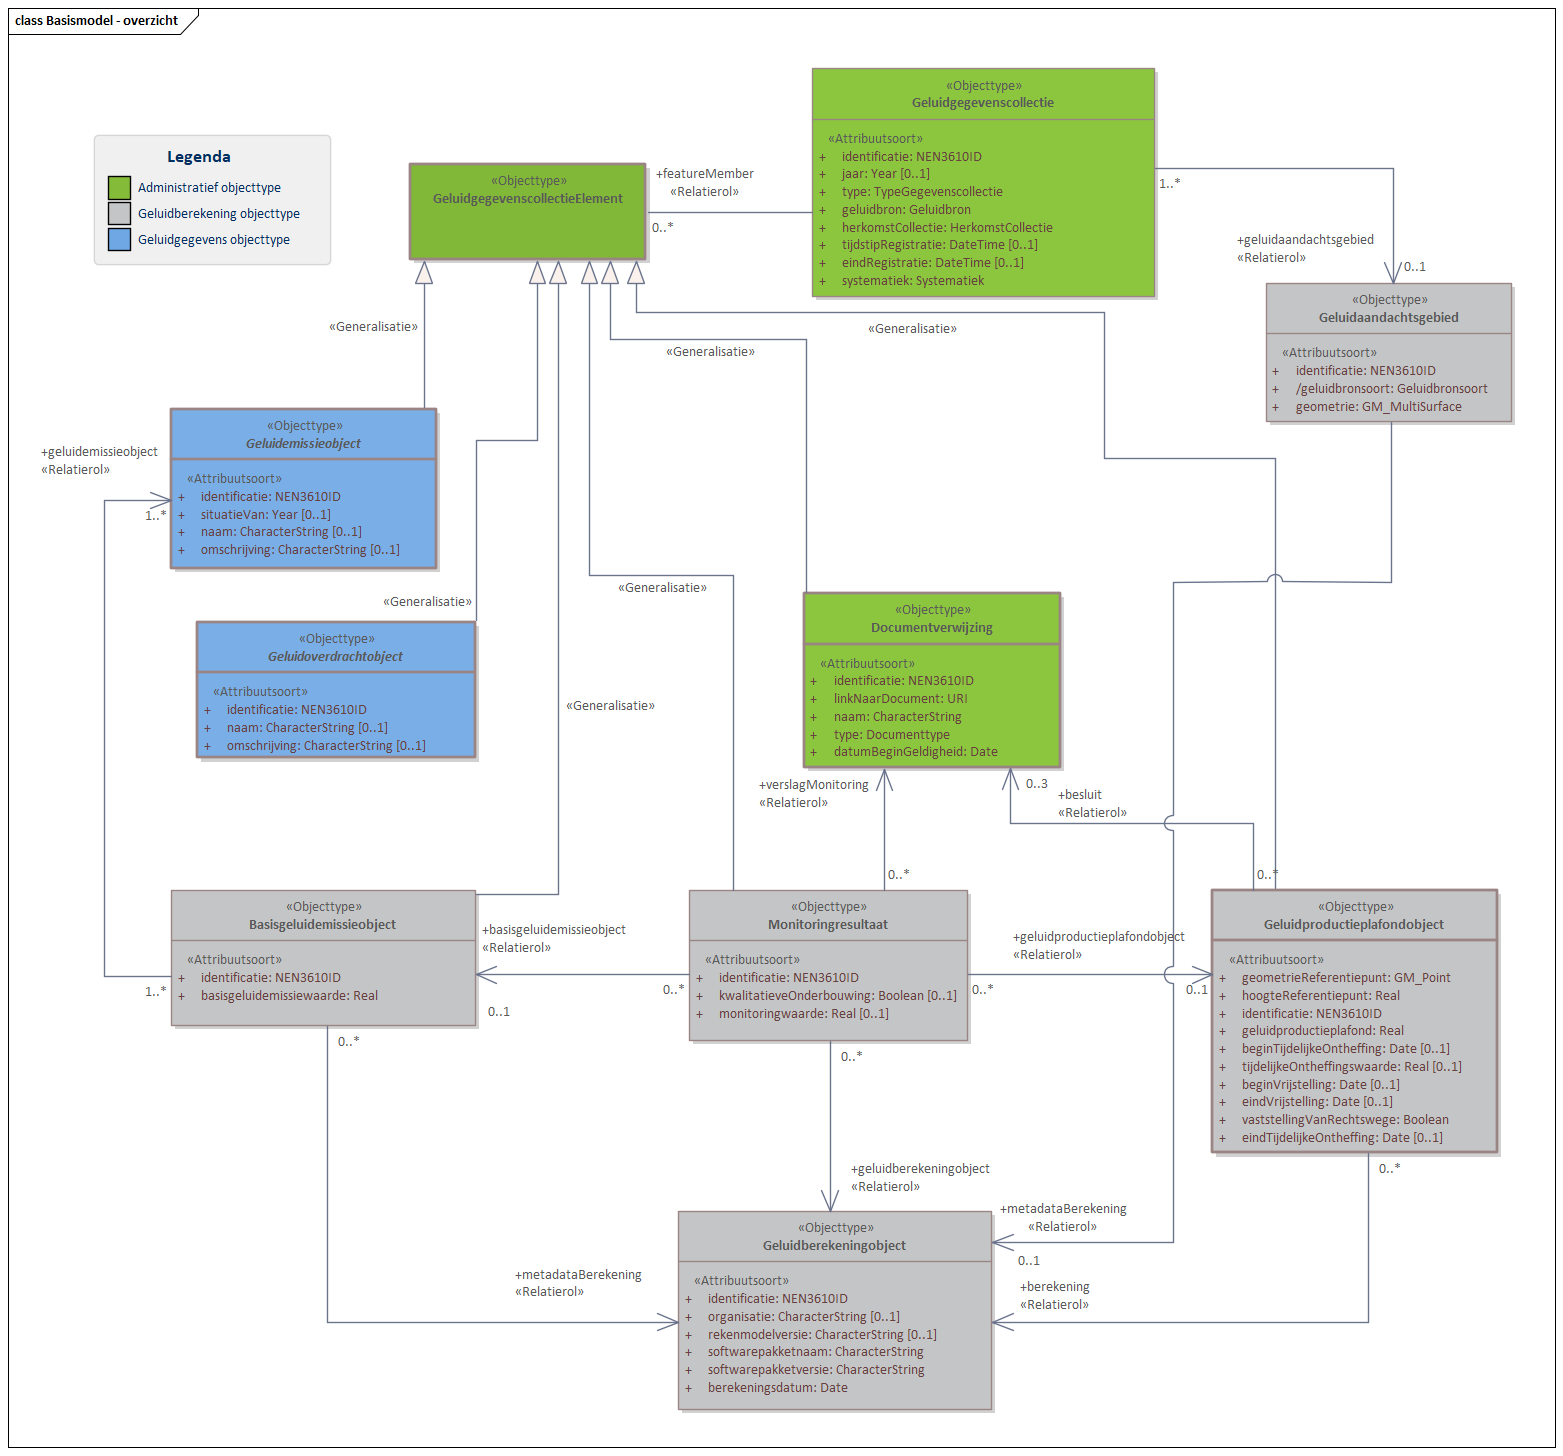 class Basismodel - overzicht
Legenda
Administratief objecttype
Geluidberekening objecttype
Geluidgegevens objecttype
«Objecttype»
GeluidgegevenscollectieElement
+featureMember
«Relatierol»
0..*
«Objecttype»
Geluidgegevenscollectie
«Attribuutsoort»
+ identificatie: NEN3610ID
+ jaar: Year [0..1]
+ type: TypeGegevenscollectie
+ geluidbron: Geluidbron
+ herkomstCollectie: HerkomstCollectie
+ tijdstipRegistratie: DateTime [0..1]
+ eindRegistratie: DateTime [0..1]
+ systematiek: Systematiek
1..*
+geluidaandachtsgebied
«Relatierol»
0..1
«Objecttype»
Geluidaandachtsgebied
«Attribuutsoort»
+ identificatie: NEN3610ID
+ /geluidbronsoort: Geluidbronsoort
+ geometrie: GM_MultiSurface
«Generalisatie»
«Generalisatie»
«Generalisatie»
«Objecttype»
Geluidemissieobject
«Attribuutsoort»
+ identificatie: NEN3610ID
+ situatieVan: Year [0..1]
+ naam: CharacterString [0..1]
+ omschrijving: CharacterString [0..1]
+geluidemissieobject
«Relatierol»
1..*
«Generalisatie»
«Generalisatie»
«Generalisatie»
«Objecttype»
Geluidoverdrachtobject
«Attribuutsoort»
+ identificatie: NEN3610ID
+ naam: CharacterString [0..1]
+ omschrijving: CharacterString [0..1]
«Objecttype»
Documentverwijzing
«Attribuutsoort»
+ identificatie: NEN3610ID
+ linkNaarDocument: URI
+ naam: CharacterString
+ type: Documenttype
+ datumBeginGeldigheid: Date
+verslagMonitoring
«Relatierol»
0..*
0..3
+besluit
«Relatierol»
0..*
«Objecttype»
Basisgeluidemissieobject
«Attribuutsoort»
+ identificatie: NEN3610ID
+ basisgeluidemissiewaarde: Real
1..*
0..*
+basisgeluidemissieobject
«Relatierol»
0..1
0..*
«Objecttype»
Monitoringresultaat
«Attribuutsoort»
+ identificatie: NEN3610ID
+ kwalitatieveOnderbouwing: Boolean [0..1]
+ monitoringwaarde: Real [0..1]
0..*
0..*
+geluidproductieplafondobject
«Relatierol»
0..1
«Objecttype»
Geluidproductieplafondobject
«Attribuutsoort»
+ geometrieReferentiepunt: GM_Point
+ hoogteReferentiepunt: Real
+ identificatie: NEN3610ID
+ geluidproductieplafond: Real
+ beginTijdelijkeOntheffing: Date [0..1]
+ tijdelijkeOntheffingswaarde: Real [0..1]
+ beginVrijstelling: Date [0..1]
+ eindVrijstelling: Date [0..1]
+ vaststellingVanRechtswege: Boolean
+ eindTijdelijkeOntheffing: Date [0..1]
0..*
+geluidberekeningobject
«Relatierol»
+metadataBerekening
«Relatierol»
0..1
+metadataBerekening
«Relatierol»
+berekening
«Relatierol»
«Objecttype»
Geluidberekeningobject
«Attribuutsoort»
+ identificatie: NEN3610ID
+ organisatie: CharacterString [0..1]
+ rekenmodelversie: CharacterString [0..1]
+ softwarepakketnaam: CharacterString
+ softwarepakketversie: CharacterString
+ berekeningsdatum: Date